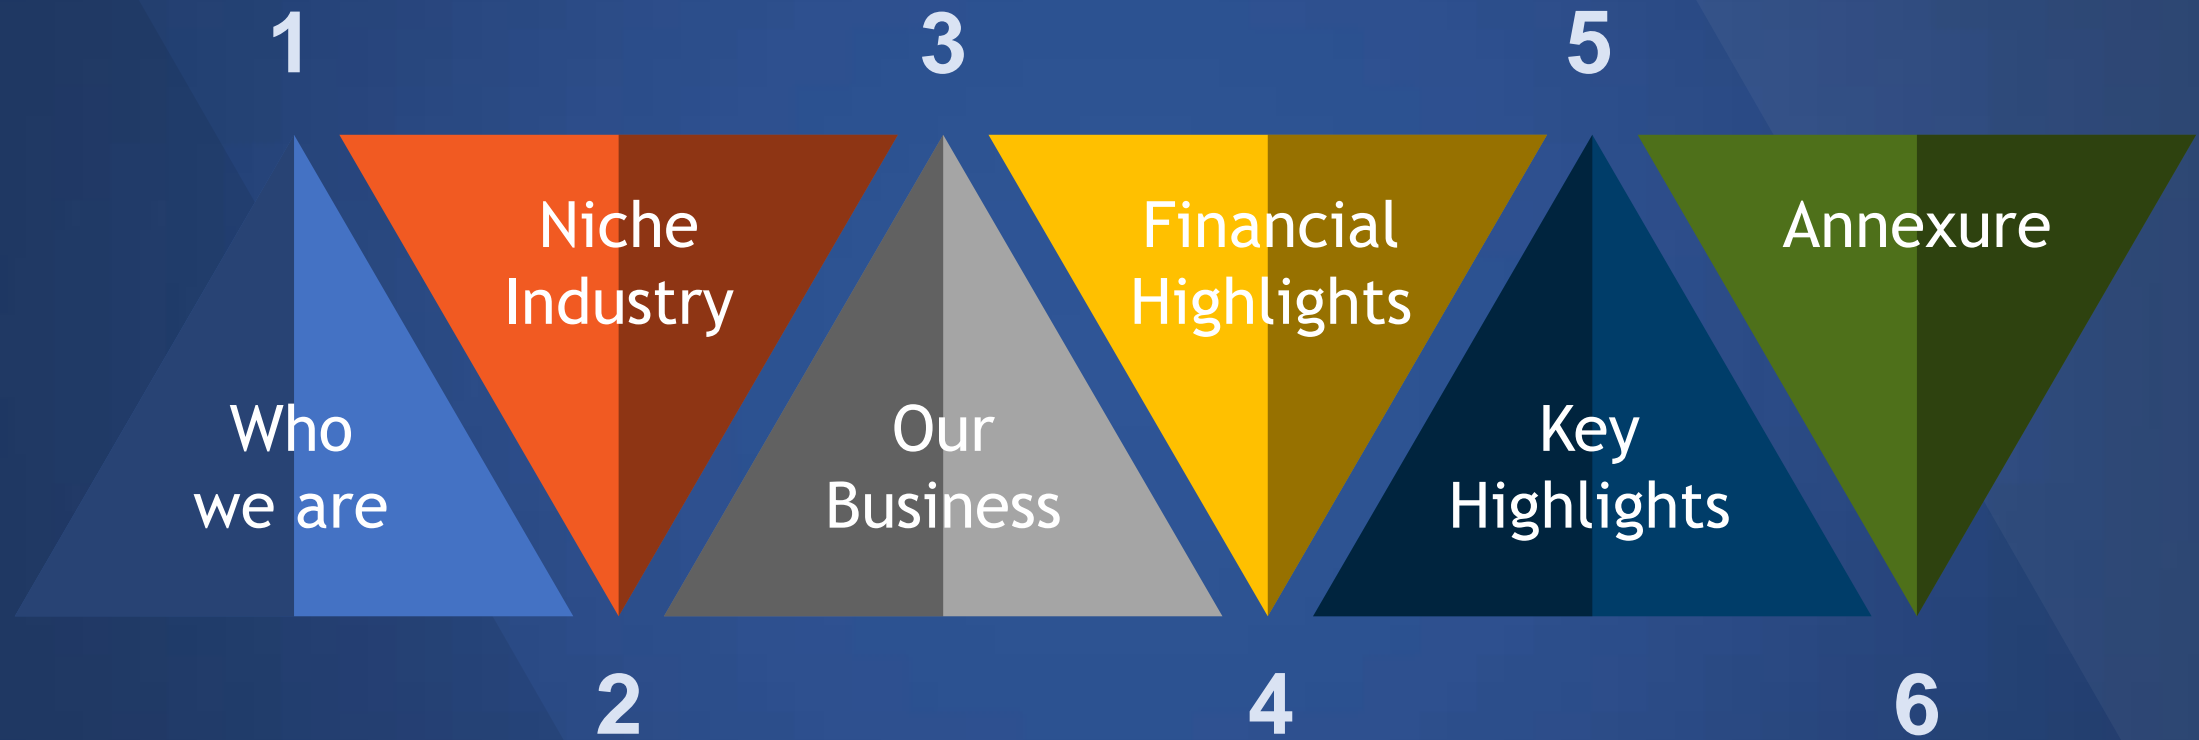 1
Who
we are
2
Niche
Industry
3
Our
Business
4
Financial
Highlights
5
Key
Highlights
6
Annexure